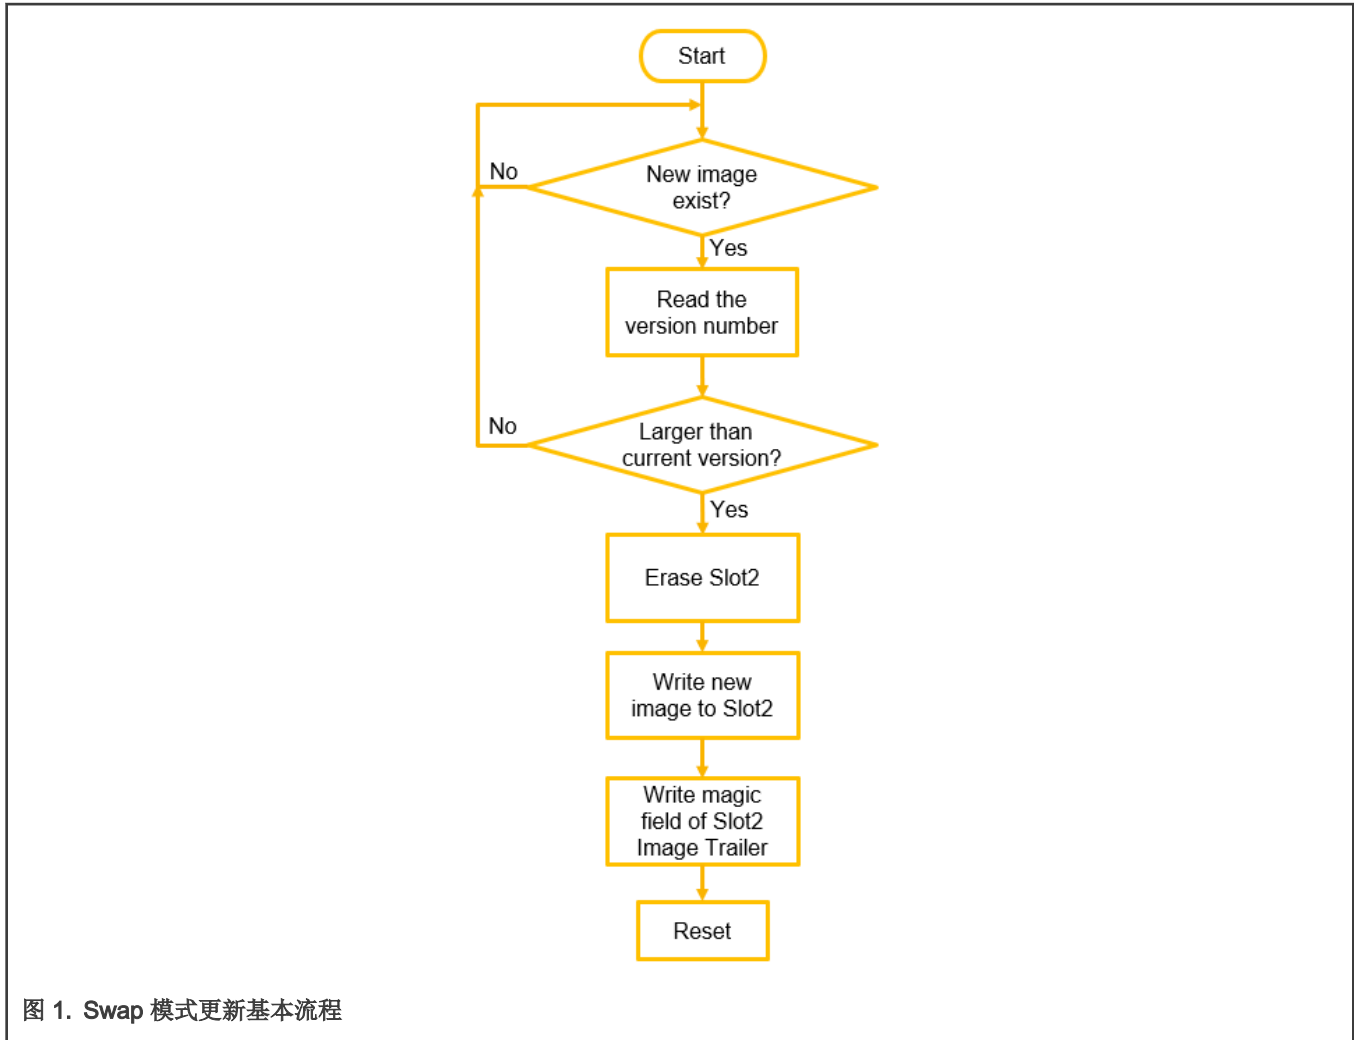 Start
No
New image
exist?
Yes
Read the
version number
No
Larger than
current version?
Yes
Erase Slot2
Write new
image to Slot2
Write magic
field of Slot2
Image Trailer
Reset
图 1. Swap 模式更新基本流程